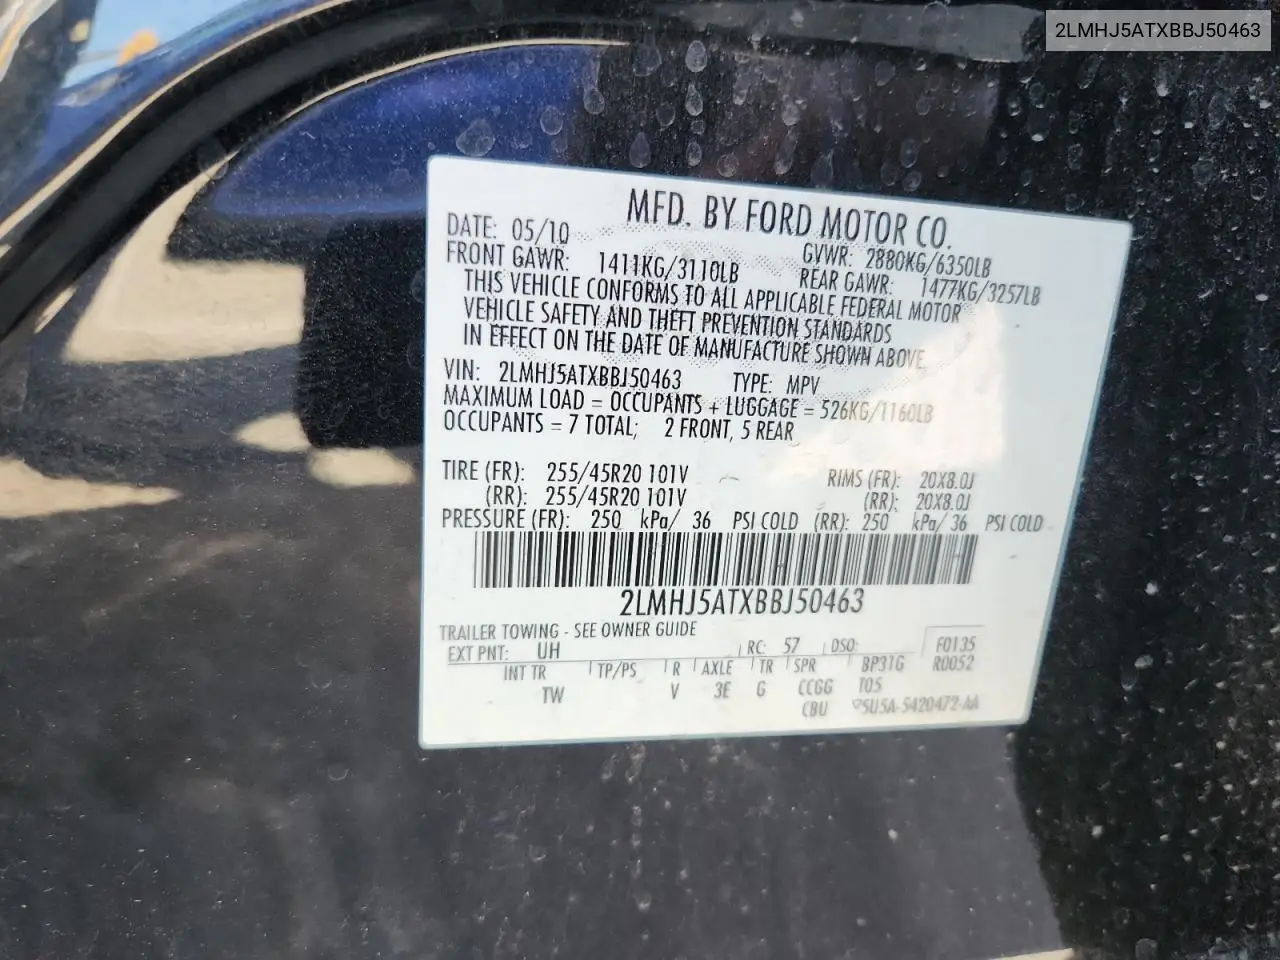 2LMHJ5ATXBBJ50463
MFD. BY FORD MOTOR CO.
DATE: 05/10 GVWR: 2880KG/6350LB
FRONT GAWR: 1411KG/3110LB REAR GAWR: 1477KG/3257LB
THIS VEHICLE CONFORMS TO ALL APPLICABLE FEDERAL MOTOR
VEHICLE SAFETY AND THEFT PREVENTION STANDARDS
IN EFFECT ON THE DATE OF MANUFACTURE SHOWN ABOVE.
VIN: 2LMHJ5ATXBBJ50463 TYPE: MPV
MAXIMUM LOAD = OCCUPANTS + LUGGAGE = 526KG/1160LB
OCCUPANTS = 7 TOTAL; 2 FRONT, 5 REAR
TIRE (FR): 255/45R20 101V RIMS (FR): 20X8.0J
(RR): 255/45R20 101V (RR): 20X8.0J
PRESSURE (FR): 250 kPa/ 36 PSI COLD (RR): 250 kPa/ 36 PSI COLD
2LMHJ5ATXBBJ50463
TRAILER TOWING - SEE OWNER GUIDE
EXT PNT: UH RC: 57 DSO: F0135
INT TR TP/PS R AXLE TR SPR BP31G R0052
TW V 3E G CCGG T05
CBU 5U5A-5420472-AA